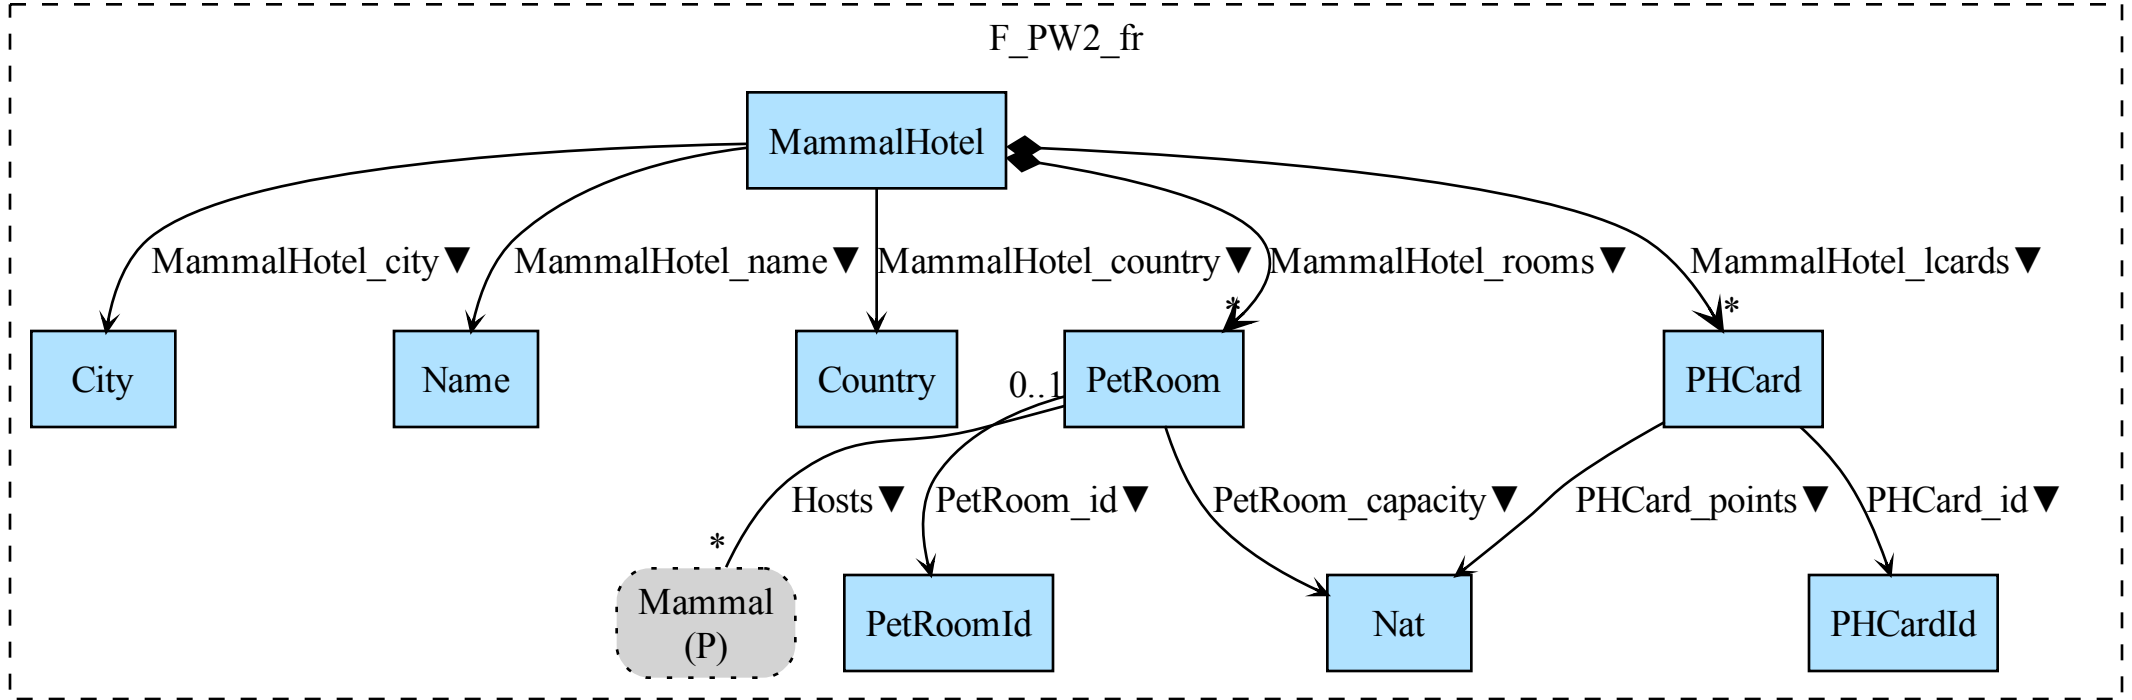 F_PW2_fr
MammalHotel
MammalHotel_city▼
MammalHotel_name▼
MammalHotel_country▼
MammalHotel_rooms▼
MammalHotel_lcards▼
*
*
City
Name
Country
0..1
PetRoom
PHCard
Hosts▼
PetRoom_id▼
PetRoom_capacity▼
PHCard_points▼
PHCard_id▼
*
Mammal
(P)
PetRoomId
Nat
PHCardId